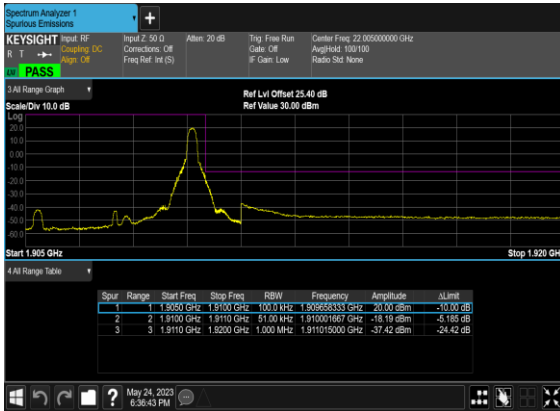 Spectrum Analyzer 1
Spurious Emissions
+
KEYSIGHT Input: RF Input Z: 50 Ω Atten: 20 dB Trig: Free Run Center Freq: 22.005000000 GHz
R T Coupling: DC Corrections: Off Gate: Off Avg|Hold: 100/100
Align: Off Freq Ref: Int (S) IF Gain: Low Radio Std: None
PASS
3 All Range Graph
Ref Lvl Offset 25.40 dB
Scale/Div 10.0 dB Ref Value 30.00 dBm
Log
20.0
10.0
0.00
-10.0
-20.0
-30.0
-40.0
-50.0
-60.0
Start 1.905 GHz Stop 1.920 GH
4 All Range Table
Spur Range Start Freq Stop Freq RBW Frequency Amplitude ΔLimit
1 1 1.9050 GHz 1.9100 GHz 100.0 kHz 1.909658333 GHz 20.00 dBm -10.00 dB
2 2 1.9100 GHz 1.9110 GHz 51.00 kHz 1.910001667 GHz -18.19 dBm -5.185 dB
3 3 1.9110 GHz 1.9200 GHz 1.000 MHz 1.911015000 GHz -37.42 dBm -24.42 dB
? May 24, 2023
6:36:43 PM